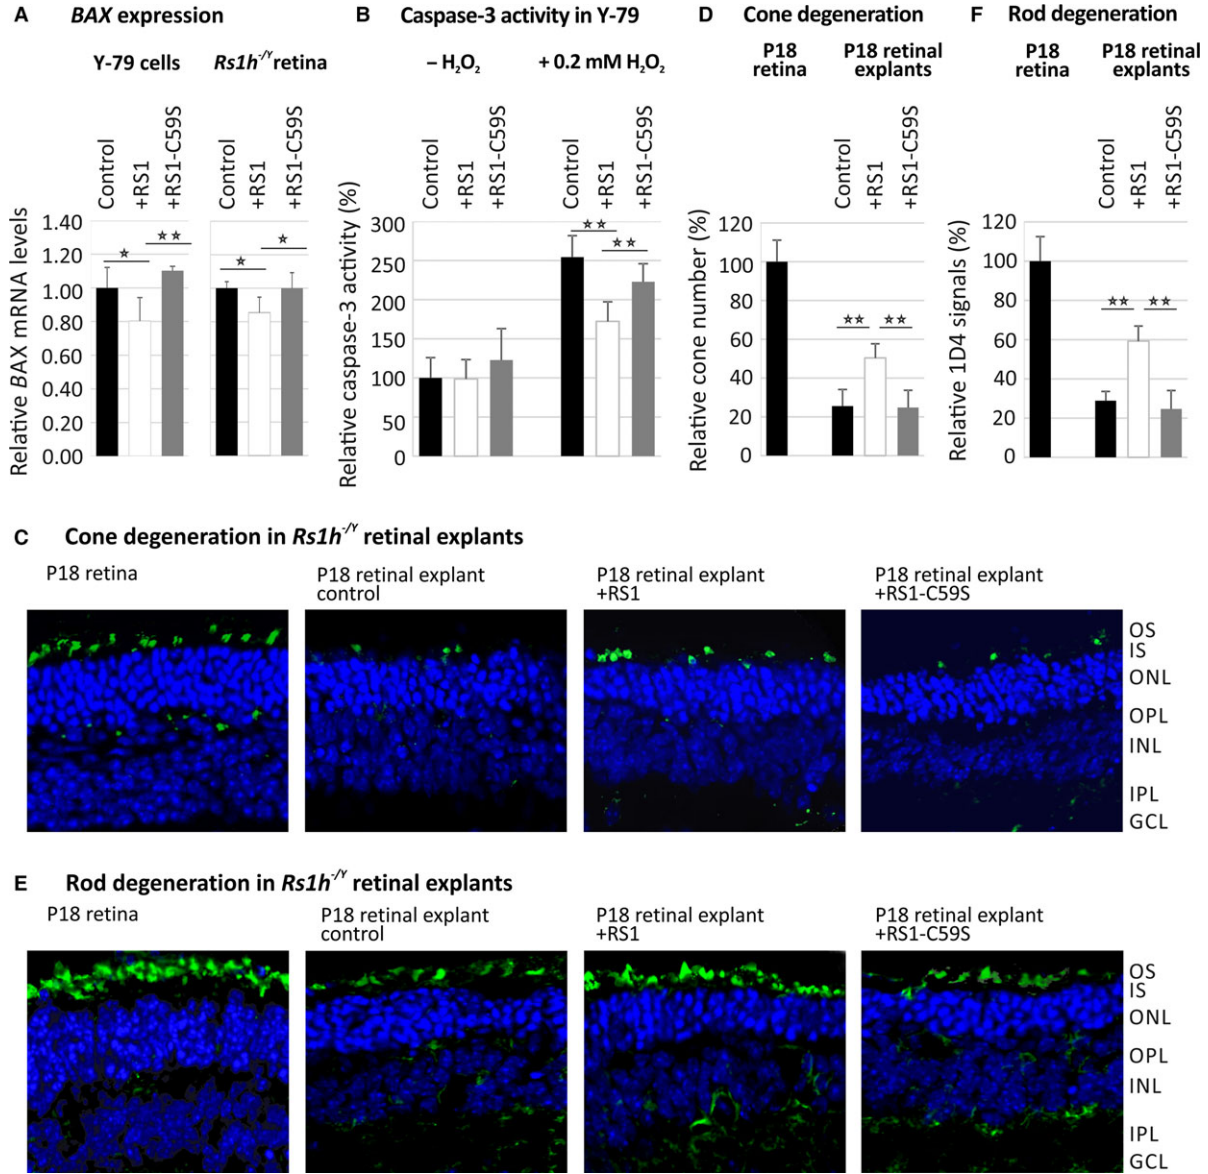 A BAX expression
Y-79 cells Rs1h-/Y retina
Control
+RS1
+RS1-C59S
Control
+RS1
+RS1-C59S
Relative BAX mRNA levels
1.40
1.20
1.00
0.80
0.60
0.40
0.20
0.00
☆
☆☆
☆
☆
B Caspase-3 activity in Y-79
– H₂O₂ + 0.2 mM H₂O₂
Control
+RS1
+RS1-C59S
Control
+RS1
+RS1-C59S
Relative caspase-3 activity (%)
300
250
200
150
100
50
0
☆☆
☆☆
D Cone degeneration
P18 retina
P18 retinal explants
Control
+RS1
+RS1-C59S
Relative cone number (%)
120
100
80
60
40
20
0
☆☆ ☆☆
F Rod degeneration
P18 retina
P18 retinal explants
Control
+RS1
+RS1-C59S
Relative 1D4 signals (%)
120
100
80
60
40
20
0
☆☆ ☆☆
C Cone degeneration in Rs1h-/Y retinal explants
P18 retina
P18 retinal explant
control
P18 retinal explant
+RS1
P18 retinal explant
+RS1-C59S
OS
IS
ONL
OPL
INL
IPL
GCL
E Rod degeneration in Rs1h-/Y retinal explants
P18 retina
P18 retinal explant
control
P18 retinal explant
+RS1
P18 retinal explant
+RS1-C59S
OS
IS
ONL
OPL
INL
IPL
GCL